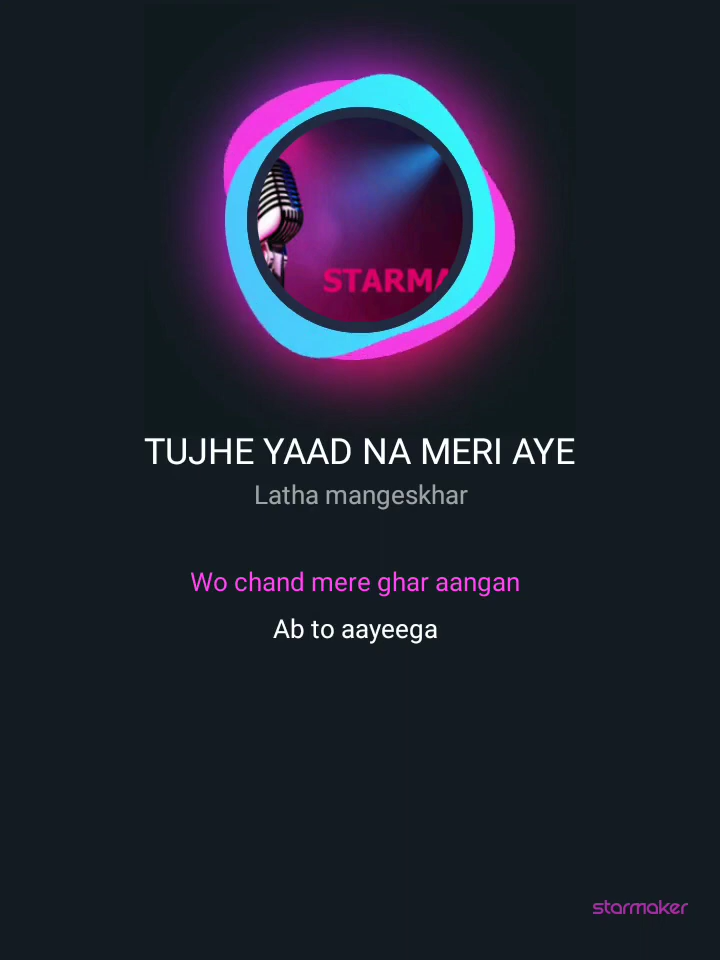 STARMA
TUJHE YAAD NA MERI AYE
Latha mangeskhar
Wo chand mere ghar aangan
Ab to aayeega
starmaker